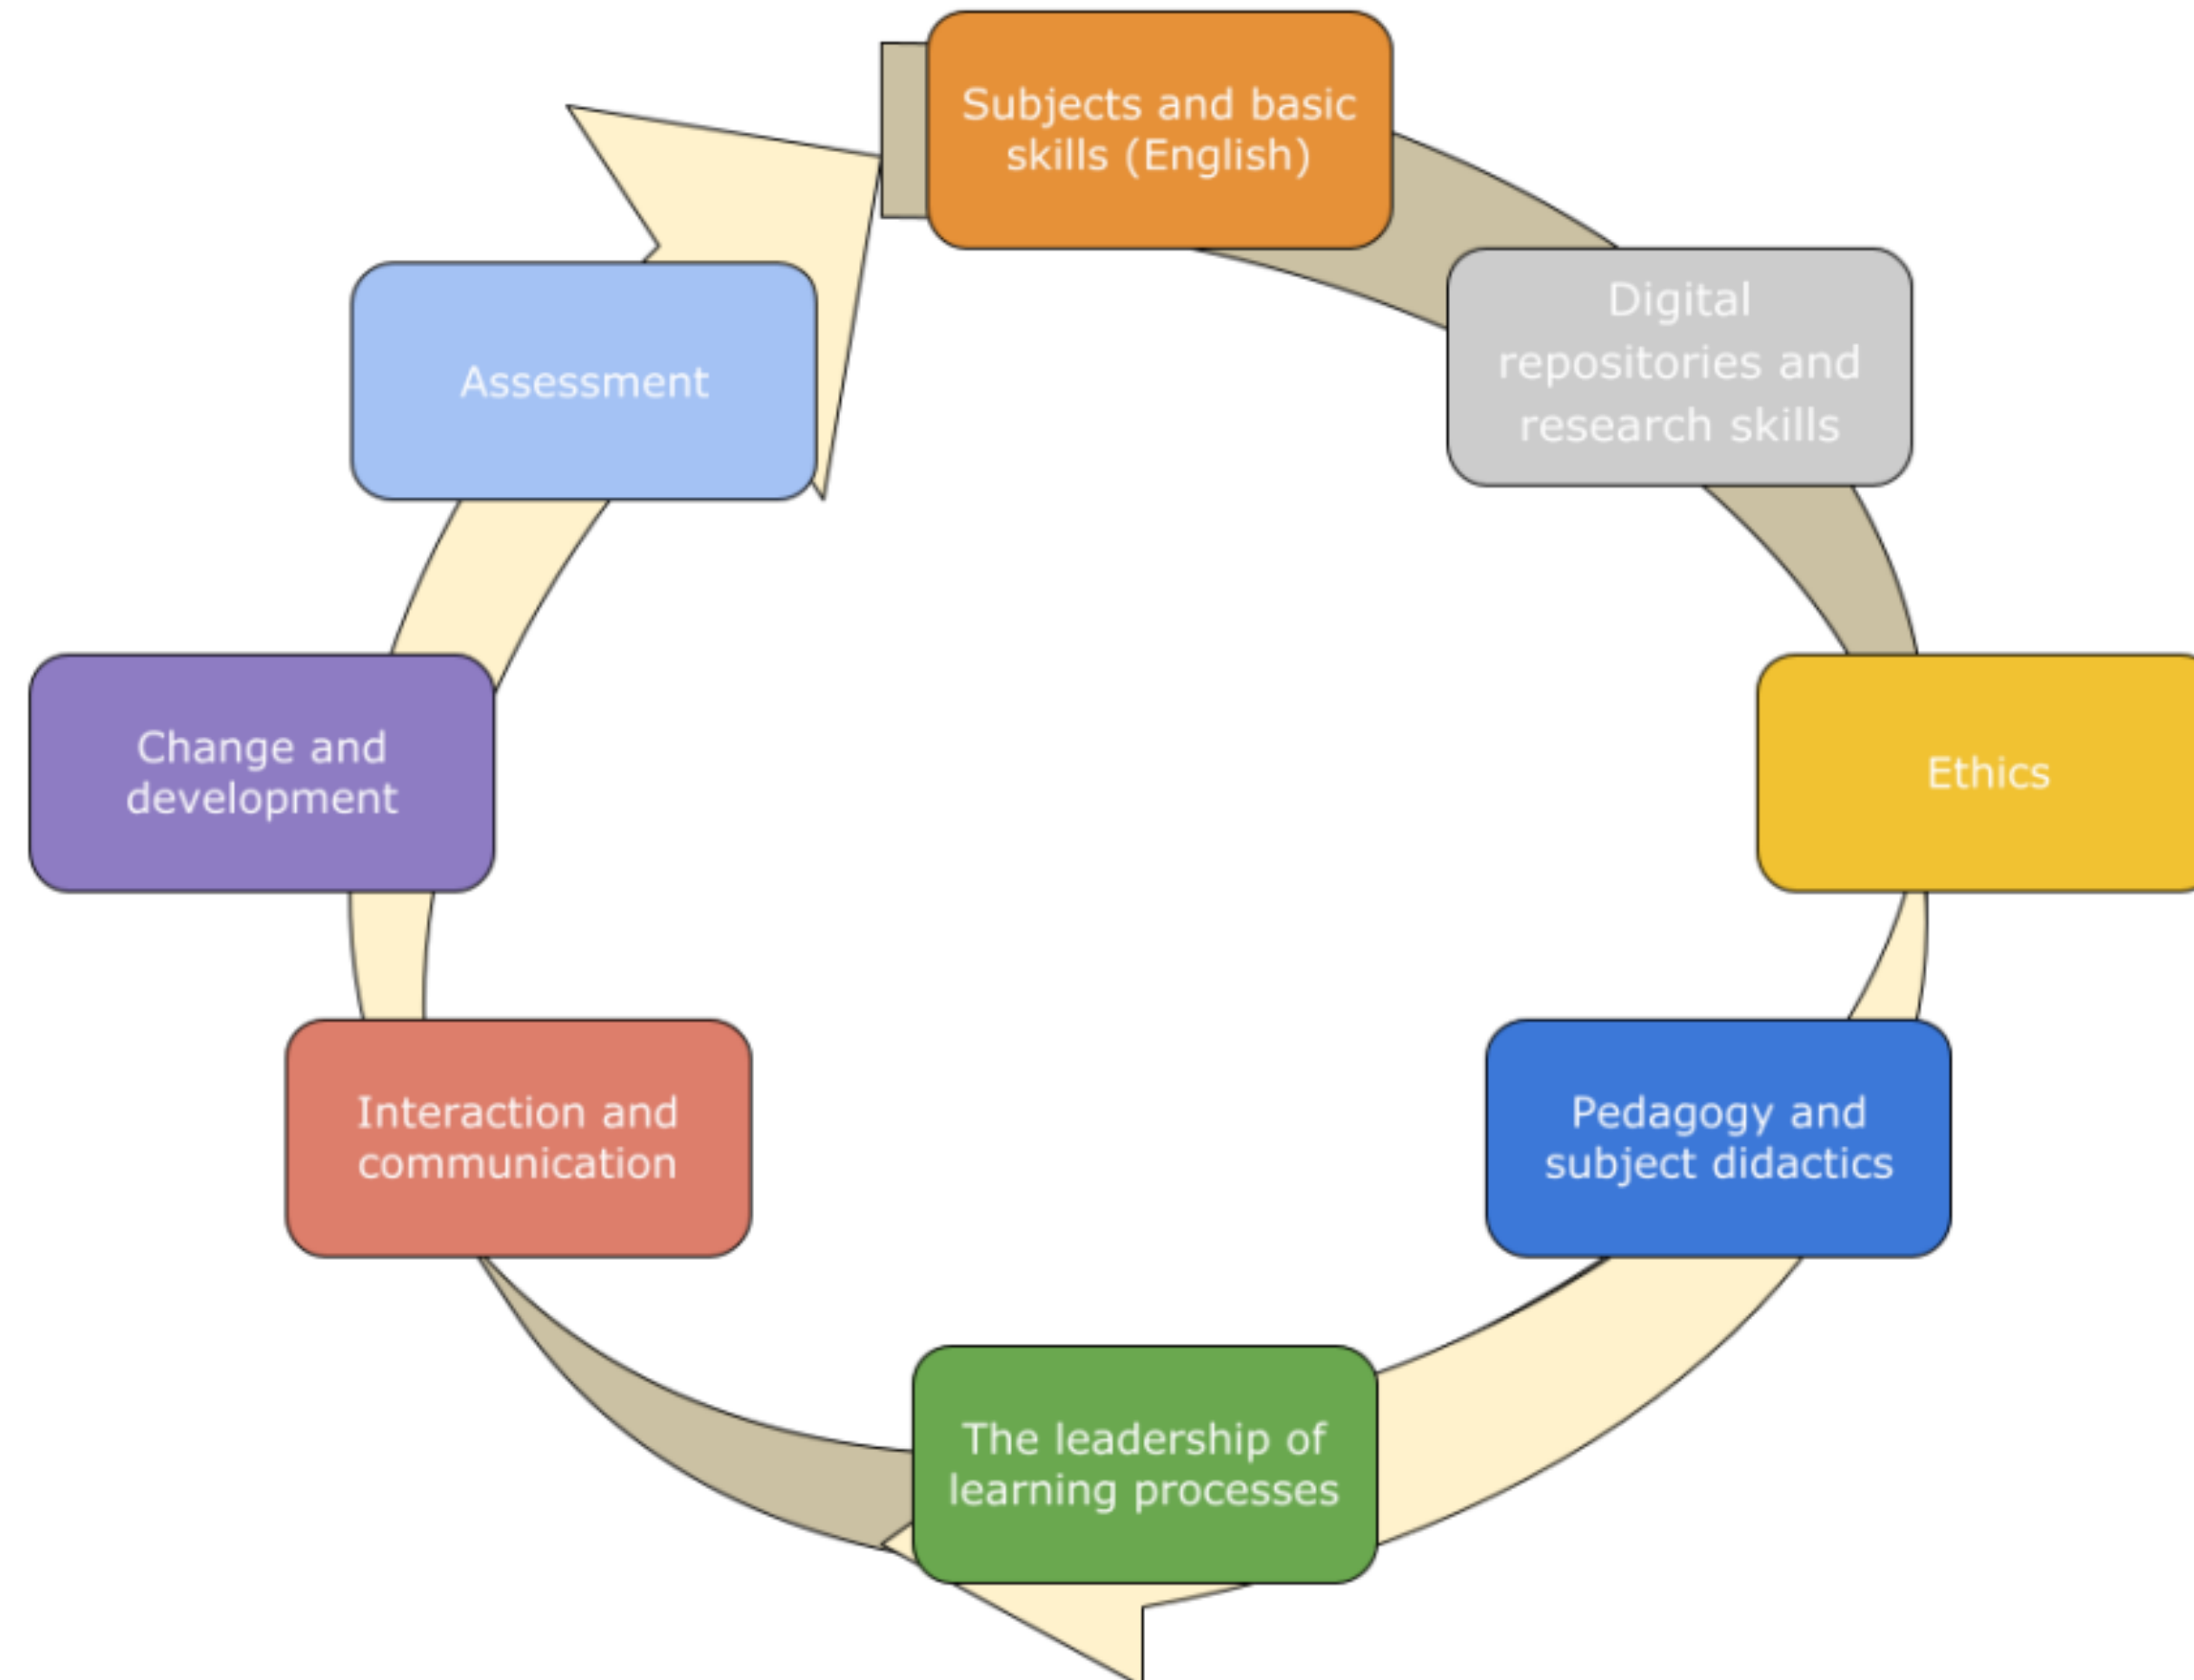 Subjects and basic
skills (English)
Digital
repositories and
research skills
Assessment
Change and
development
Ethics
Interaction and
communication
Pedagogy and
subject didactics
The leadership of
learning processes